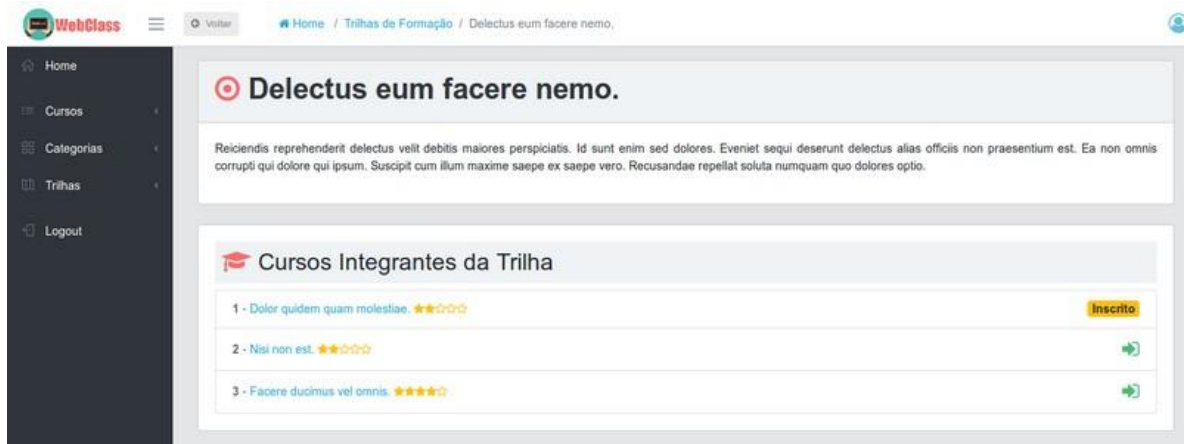 WebClass
Voltar
Home / Trilhas de Formação / Delectus eum facere nemo.
Home
Cursos
Categorias
Trilhas
Logout
Delectus eum facere nemo.
Reiciendis reprehenderit delectus velit debitis maiores perspiciatis. Id sunt enim sed dolores. Eveniet sequi deserunt delectus alias officiis non praesentium est. Ea non omnis
corrupti qui dolore qui ipsum. Suscipit cum illum maxime saepe ex saepe vero. Recusandae repellat soluta numquam quo dolores optio.
Cursos Integrantes da Trilha
1 - Dolor quidem quam molestiae.
Inscrito
2 - Nisi non est.
3 - Facere ducimus vel omnis.